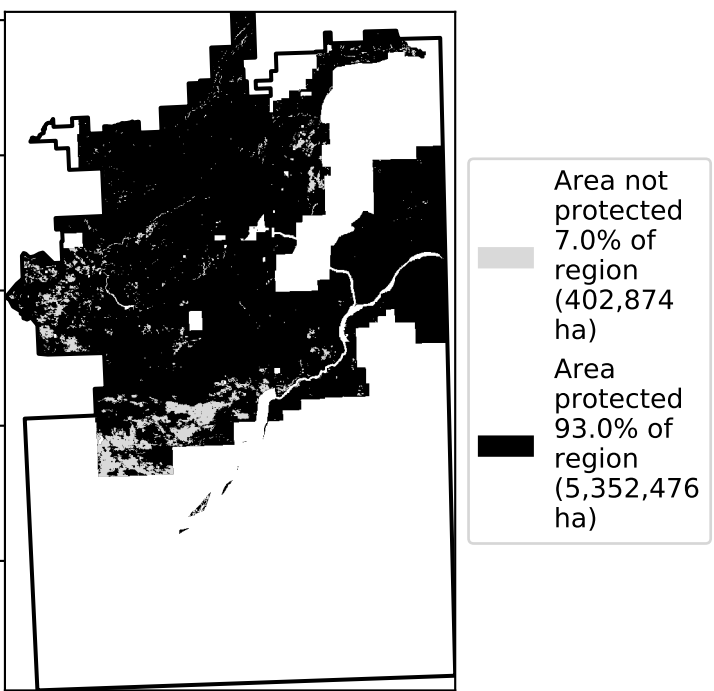 Area not
protected
7.0% of
region
(402,874
ha)
Area
protected
93.0% of
region
(5,352,476
ha)